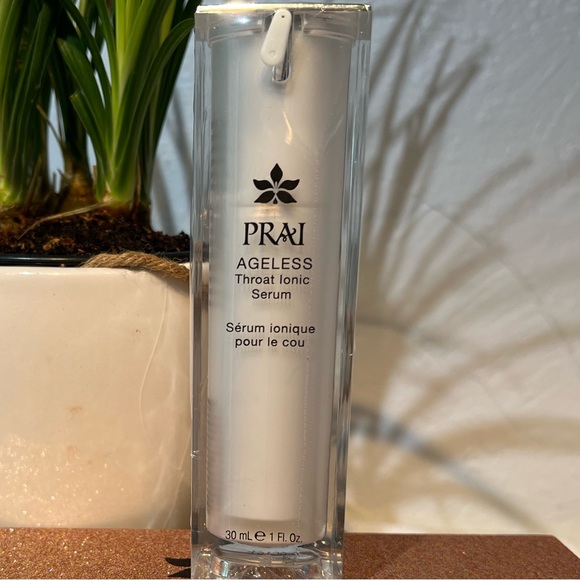 PRAI
AGELESS
Throat Ionic
Serum
Sérum ionique
pour le cou
30 mL e 1 Fl. Oz.